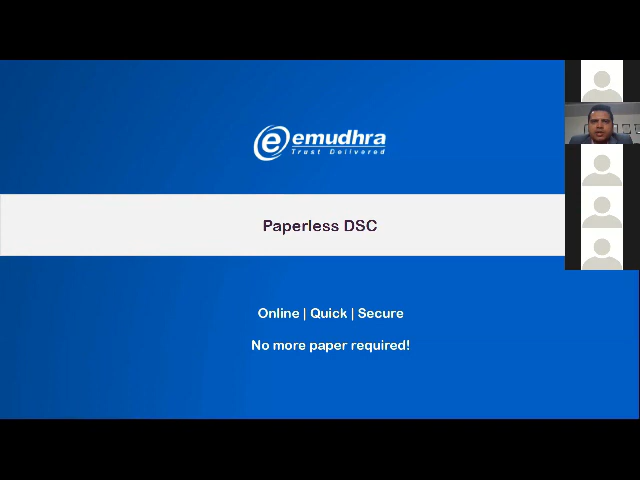 emudhra
Trust Delivered
Paperless DSC
Online | Quick | Secure
No more paper required!